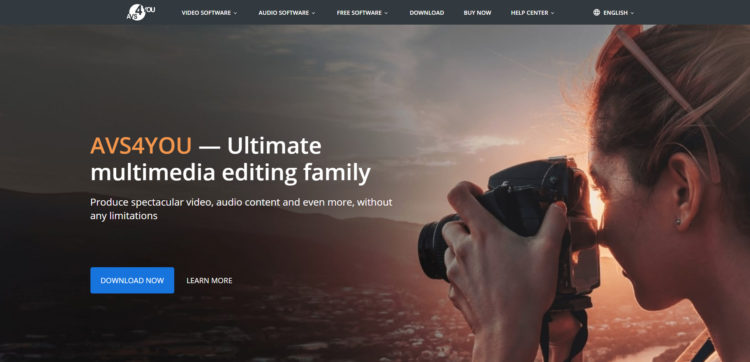 AVS4YOU
VIDEO SOFTWARE
AUDIO SOFTWARE
FREE SOFTWARE
DOWNLOAD
BUY NOW
HELP CENTER
ENGLISH
AVS4YOU — Ultimate
multimedia editing family
Produce spectacular video, audio content and even more, without
any limitations
DOWNLOAD NOW
LEARN MORE